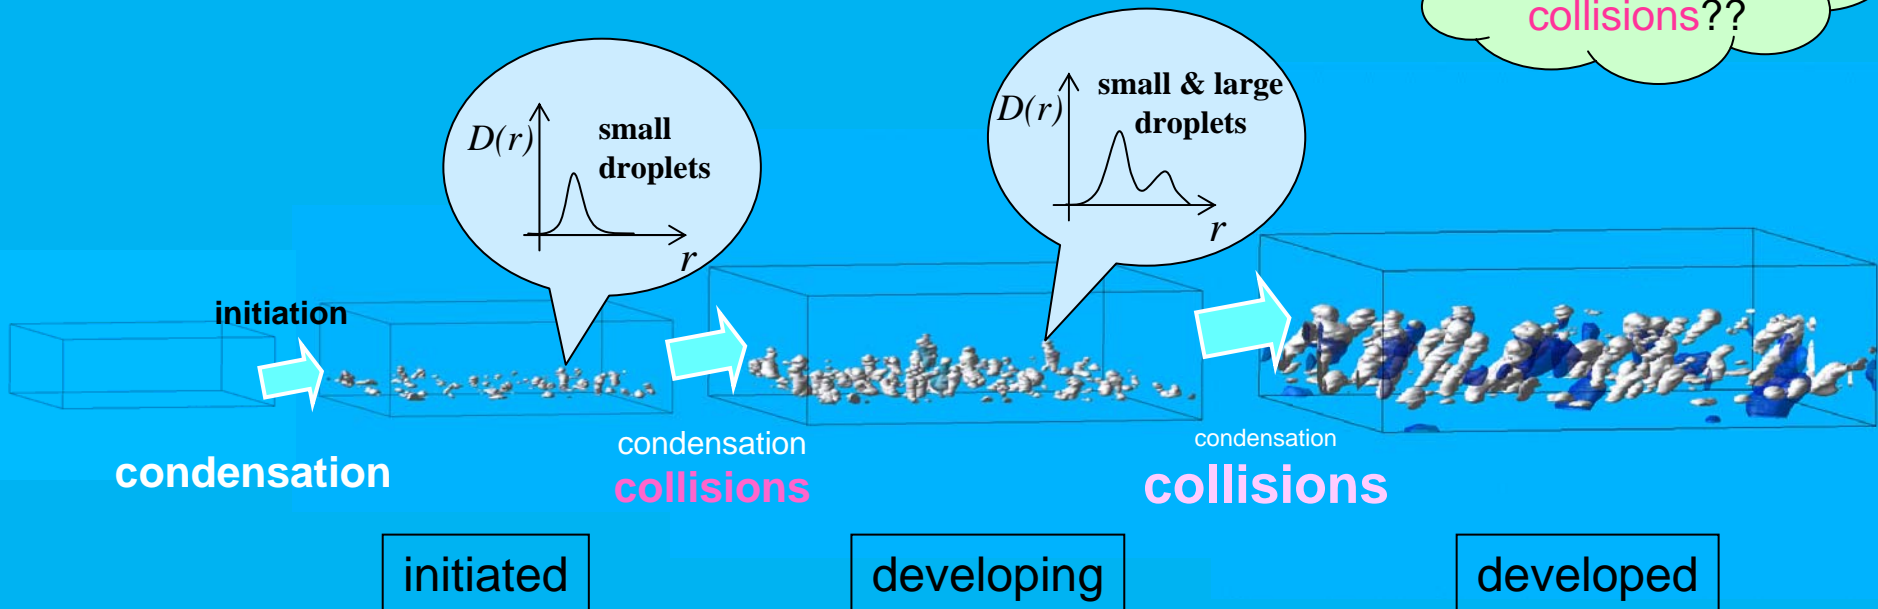 collisions??
D(r)
small
droplets
r
D(r)
small & large
droplets
r
initiation
condensation
condensation
collisions
condensation
collisions
initiated
developing
developed